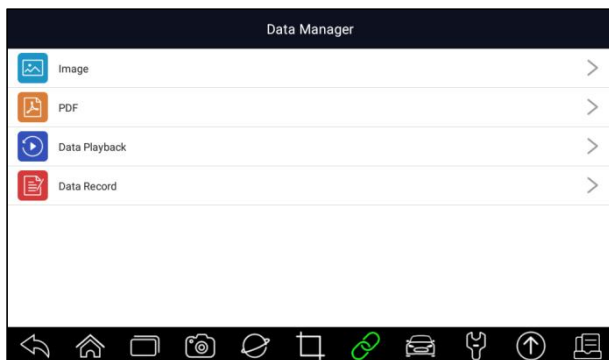 Data Manager
Image
PDF
Data Playback
Data Record